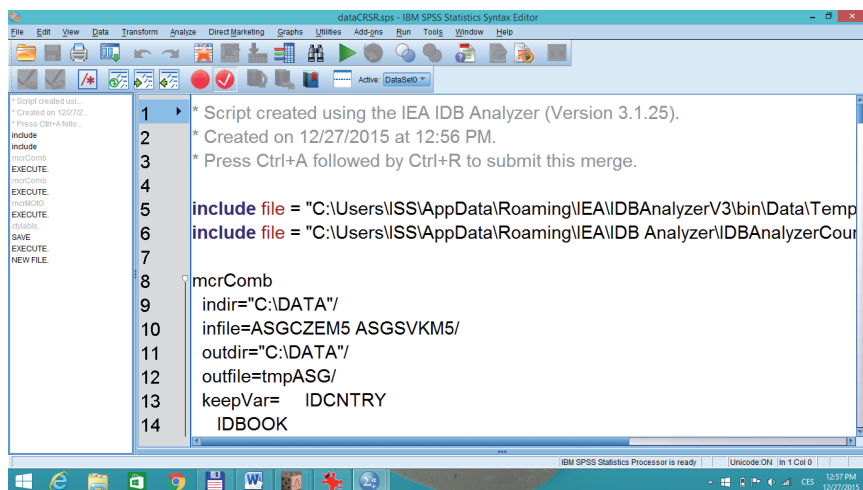 dataCRSR.sps - IBM SPSS Statistics Syntax Editor
File Edit View Data Transform Analyze Direct Marketing Graphs Utilities Add-ons Run Tools Window Help
Active: DataSet0
* Script created usi...
* Created on 12/27/2...
* Press Ctrl+A follo...
include
include
mcrComb
EXECUTE.
mcrComb
EXECUTE.
EXECUTE.
SAVE
EXECUTE.
NEW FILE.
1 * Script created using the IEA IDB Analyzer (Version 3.1.25).
2 * Created on 12/27/2015 at 12:56 PM.
3 * Press Ctrl+A followed by Ctrl+R to submit this merge.
4
5 include file = "C:\Users\ISS\AppData\Roaming\IEA\IDBAnalyzerV3\bin\Data\Temp
6 include file = "C:\Users\ISS\AppData\Roaming\IEA\IDB Analyzer\IDBAnalyzerCour
7
8 mcrComb
9 indir="C:\DATA"/
10 infile=ASGCZEM5 ASGSVKM5/
11 outdir="C:\DATA"/
12 outfile=tmpASG/
13 keepVar= IDCNTRY
14 IDBOOK
IBM SPSS Statistics Processor is ready Unicode:ON In 1 Col 0
CES 12:57 PM
12/27/2015